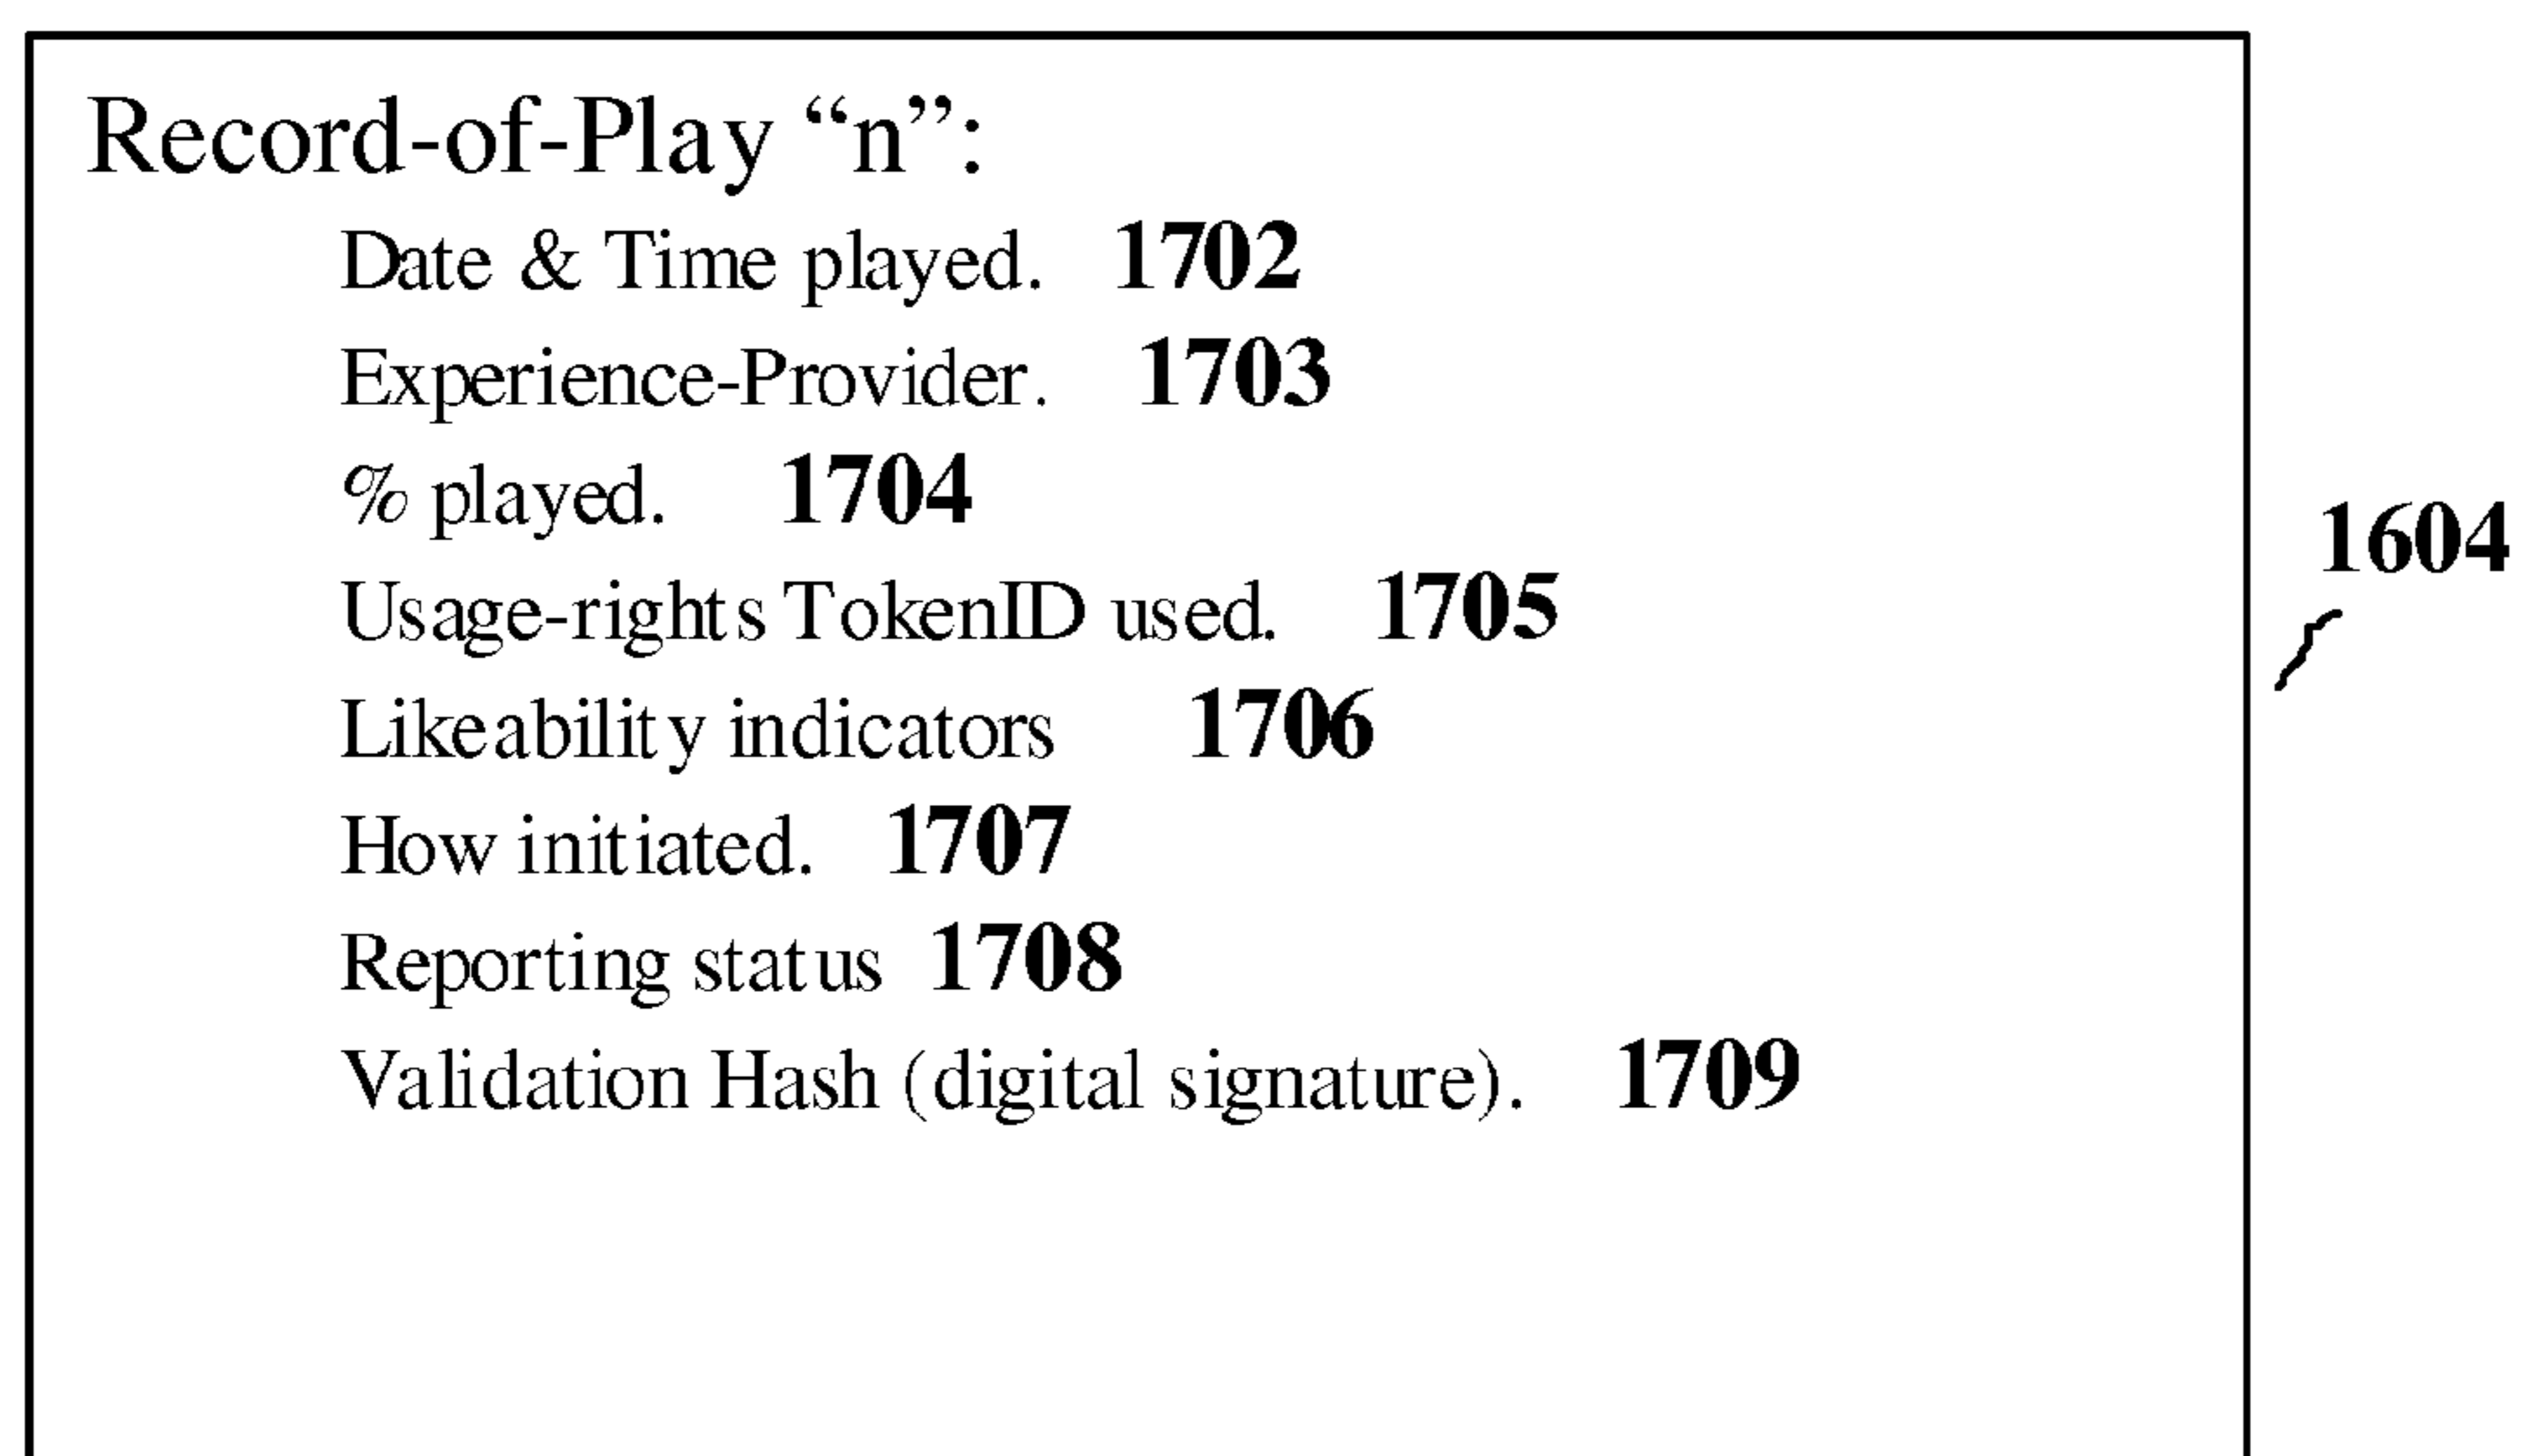 Record-of-Play “n”:
Date & Time played. 1702
Experience-Provider. 1703
% played. 1704
1604
Usage-rights TokenID used. 1705
Likeability indicators 1706
How initiated. 1707
Reporting status 1708
Validation Hash (digital signature). 1709